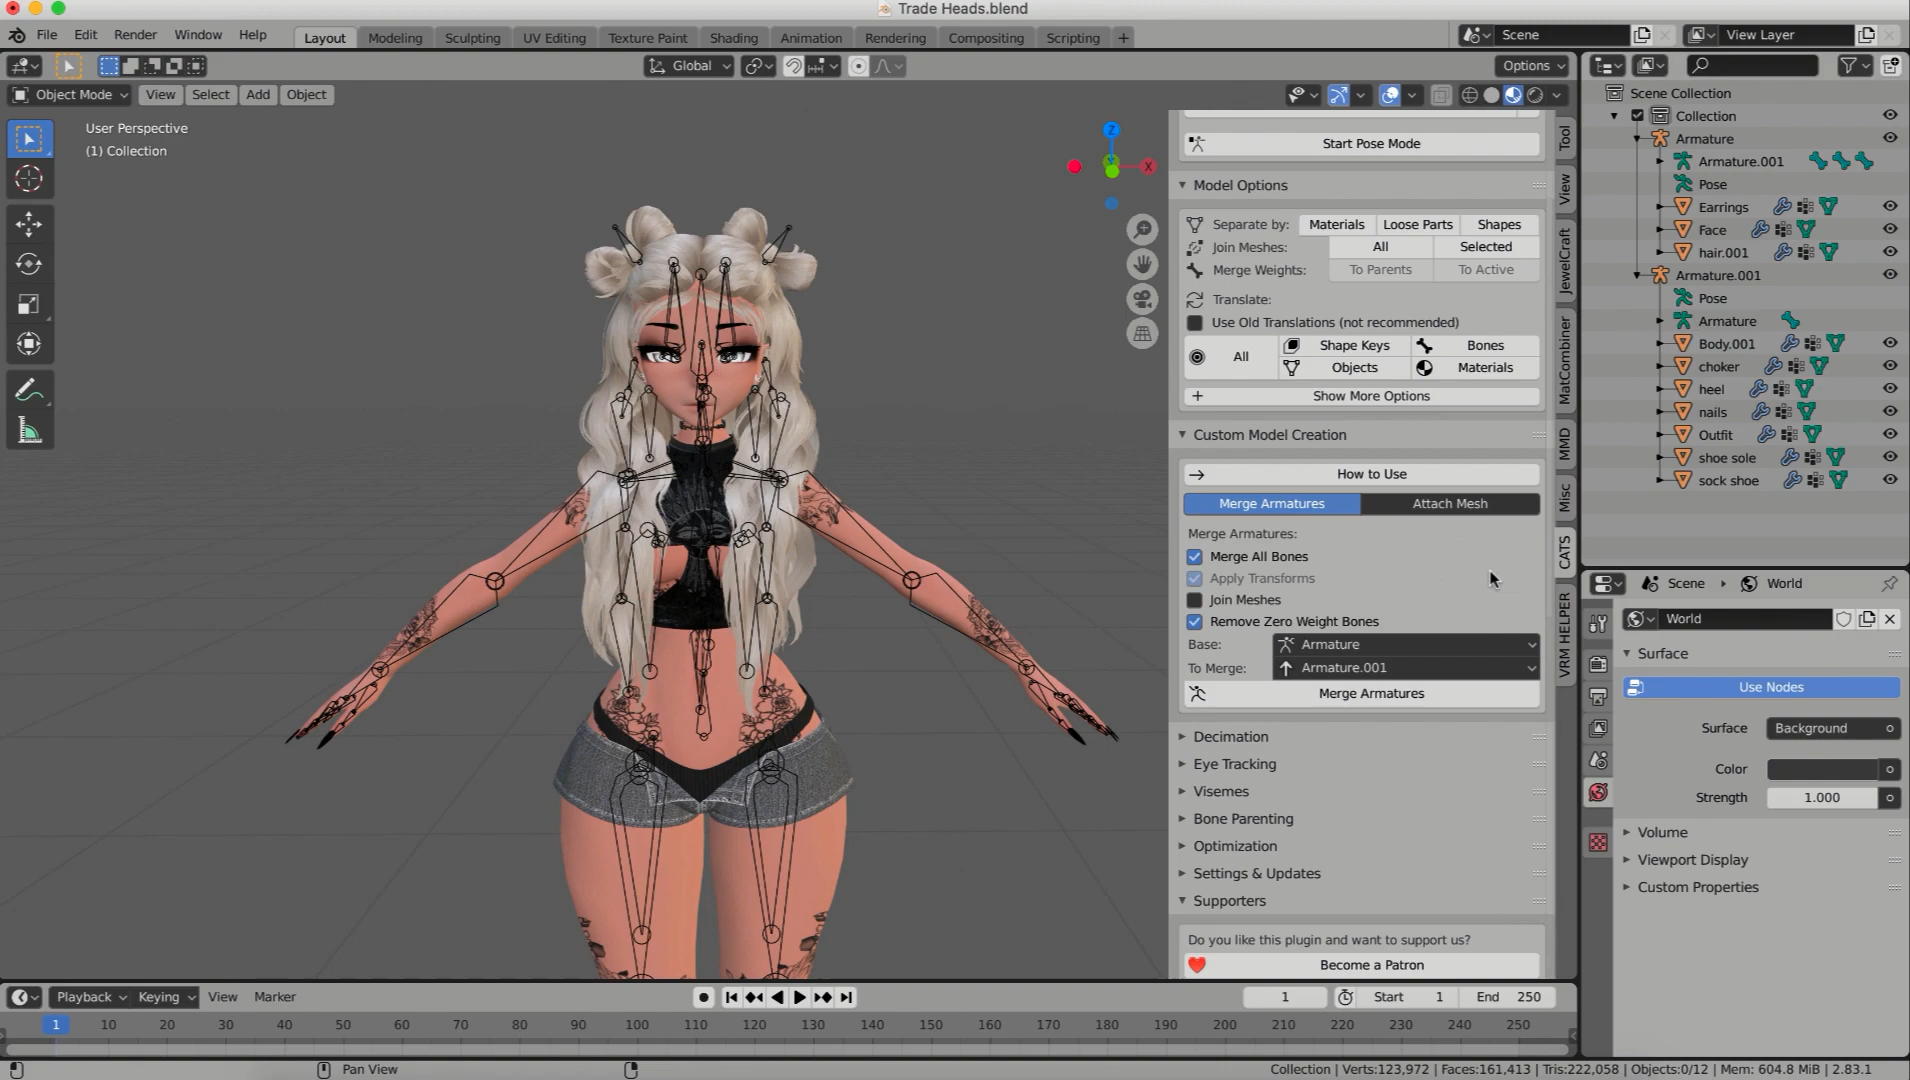 Trade Heads.blend
File Edit Render Window Help Layout Modeling Sculpting UV Editing Texture Paint Shading Animation Rendering Compositing Scripting + Scene View Layer
Global Options
Object Mode View Select Add Object
User Perspective
(1) Collection
Z
X
Start Pose Mode
Model Options
Separate by: Materials Loose Parts Shapes
Join Meshes: All Selected
Merge Weights: To Parents To Active
Translate:
Use Old Translations (not recommended)
All Shape Keys Bones
Objects Materials
Show More Options
Custom Model Creation
How to Use
Merge Armatures Attach Mesh
Merge Armatures:
Merge All Bones
Apply Transforms
Join Meshes
Remove Zero Weight Bones
Base: Armature
To Merge: Armature.001
Merge Armatures
Decimation
Eye Tracking
Visemes
Bone Parenting
Optimization
Settings & Updates
Supporters
Do you like this plugin and want to support us?
Become a Patron
Tool
View
JewelCraft
MatCombiner
MMD
Misc
CATS
VRM HELPER
Scene Collection
Collection
Armature
Armature.001
Pose
Earrings
Face
hair.001
Armature.001
Pose
Armature
Body.001
choker
heel
nails
Outfit
shoe sole
sock shoe
Scene World
World
Surface
Use Nodes
Surface Background
Color
Strength 1.000
Volume
Viewport Display
Custom Properties
Playback Keying View Marker 1 Start 1 End 250
1 10 20 30 40 50 60 70 80 90 100 110 120 130 140 150 160 170 180 190 200 210 220 230 240 250
Pan View
Collection | Verts:123,972 | Faces:161,413 | Tris:222,058 | Objects:0/12 | Mem: 604.8 MiB | 2.83.1